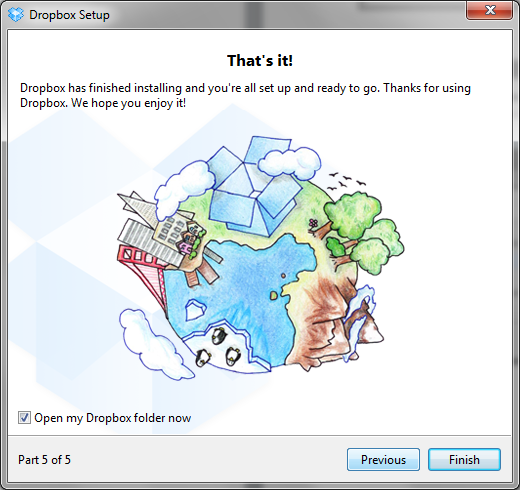 Dropbox Setup
That's it!
Dropbox has finished installing and you're all set up and ready to go. Thanks for using
Dropbox. We hope you enjoy it!
Open my Dropbox folder now
Part 5 of 5
Previous
Finish